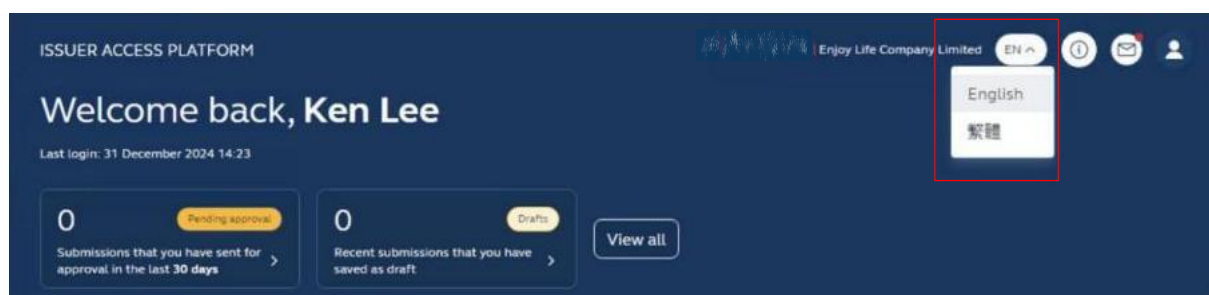 ISSUER ACCESS PLATFORM
| Enjoy Life Company Limited
EN
English
繁體
Welcome back, Ken Lee
Last login: 31 December 2024 14:23
0
Pending approval
Submissions that you have sent for
approval in the last 30 days
0
Drafts
Recent submissions that you have
saved as draft
View all